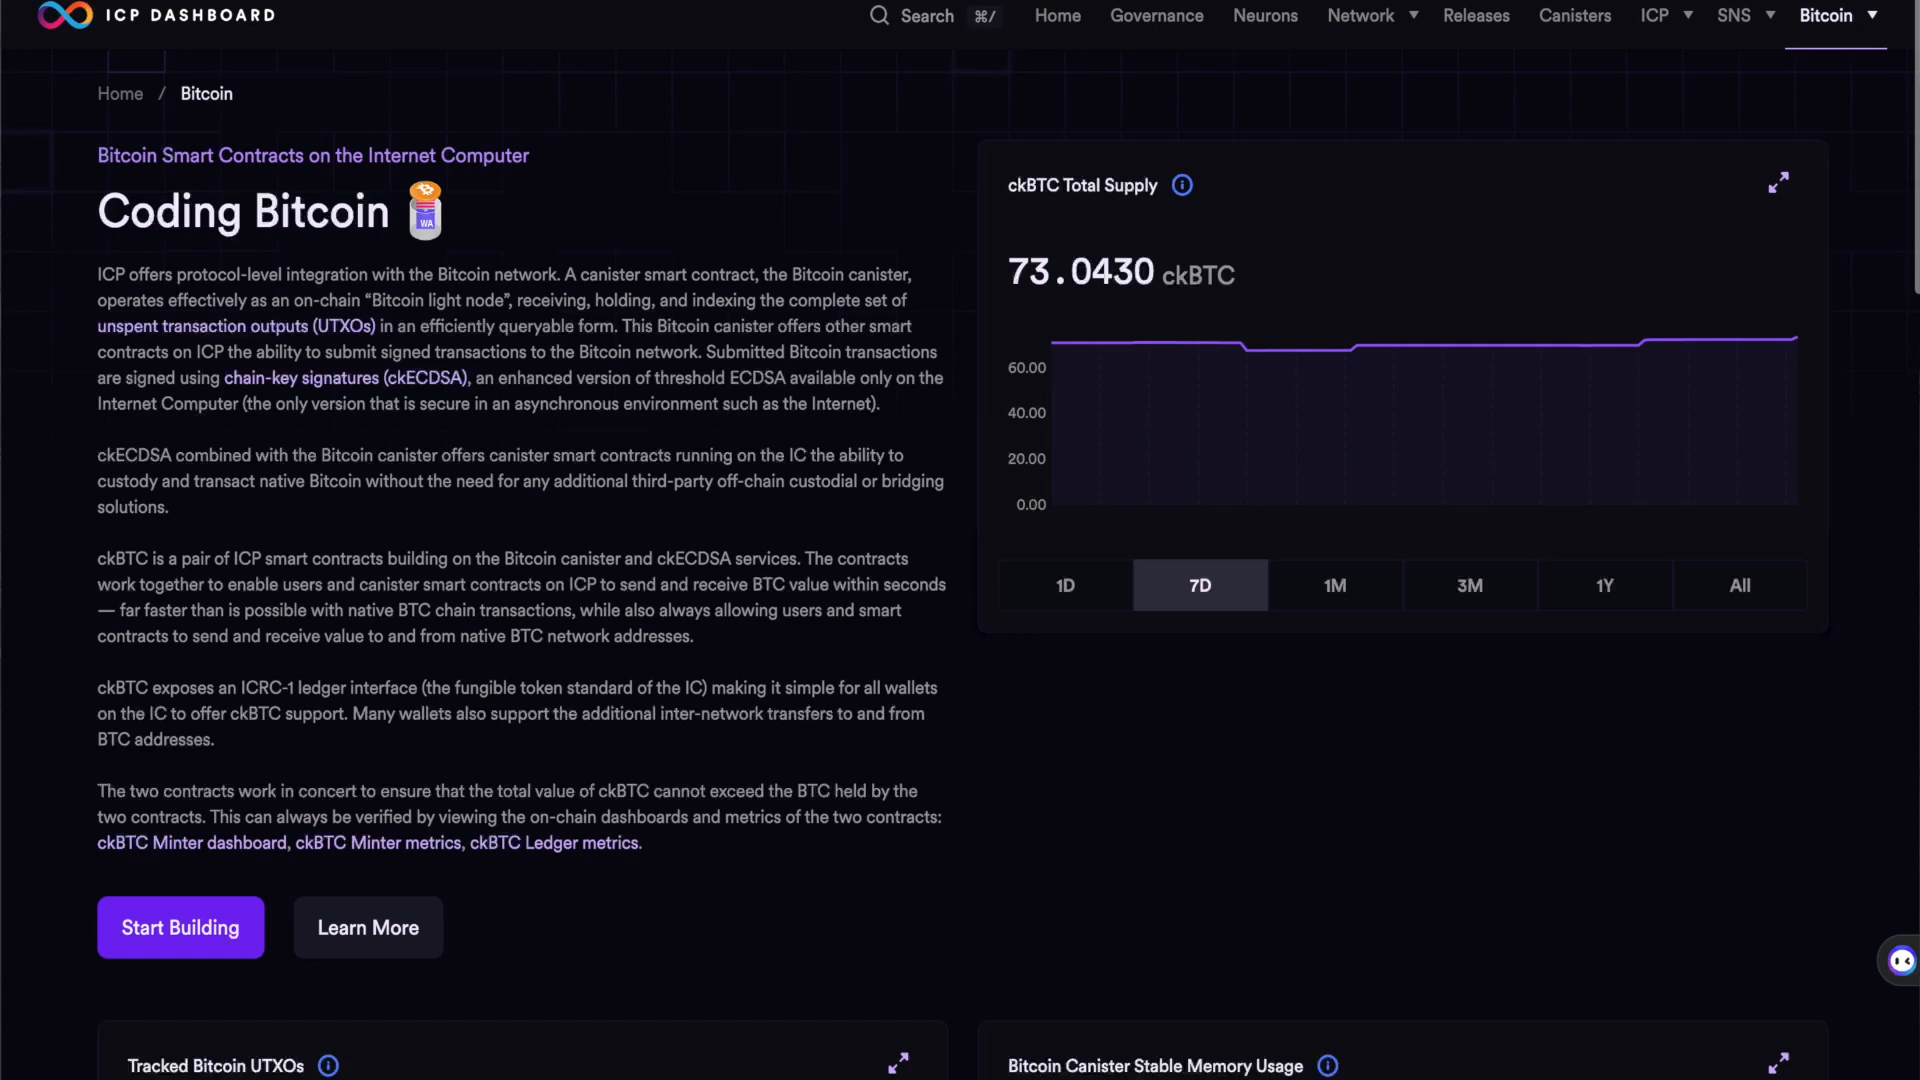 ICP DASHBOARD
Search ⌘/ Home Governance Neurons Network Releases Canisters ICP SNS Bitcoin
Home / Bitcoin
Bitcoin Smart Contracts on the Internet Computer
Coding Bitcoin
WA
ICP offers protocol-level integration with the Bitcoin network. A canister smart contract, the Bitcoin canister,
operates effectively as an on-chain “Bitcoin light node”, receiving, holding, and indexing the complete set of
unspent transaction outputs (UTXOs) in an efficiently queryable form. This Bitcoin canister offers other smart
contracts on ICP the ability to submit signed transactions to the Bitcoin network. Submitted Bitcoin transactions
are signed using chain-key signatures (ckECDSA), an enhanced version of threshold ECDSA available only on the
Internet Computer (the only version that is secure in an asynchronous environment such as the Internet).
ckECDSA combined with the Bitcoin canister offers canister smart contracts running on the IC the ability to
custody and transact native Bitcoin without the need for any additional third-party off-chain custodial or bridging
solutions.
ckBTC is a pair of ICP smart contracts building on the Bitcoin canister and ckECDSA services. The contracts
work together to enable users and canister smart contracts on ICP to send and receive BTC value within seconds
— far faster than is possible with native BTC chain transactions, while also always allowing users and smart
contracts to send and receive value to and from native BTC network addresses.
ckBTC exposes an ICRC-1 ledger interface (the fungible token standard of the IC) making it simple for all wallets
on the IC to offer ckBTC support. Many wallets also support the additional inter-network transfers to and from
BTC addresses.
The two contracts work in concert to ensure that the total value of ckBTC cannot exceed the BTC held by the
two contracts. This can always be verified by viewing the on-chain dashboards and metrics of the two contracts:
ckBTC Minter dashboard, ckBTC Minter metrics, ckBTC Ledger metrics.
Start Building
Learn More
ckBTC Total Supply
73.0430 ckBTC
60.00
40.00
20.00
0.00
1D 7D 1M 3M 1Y All
Tracked Bitcoin UTXOs
Bitcoin Canister Stable Memory Usage